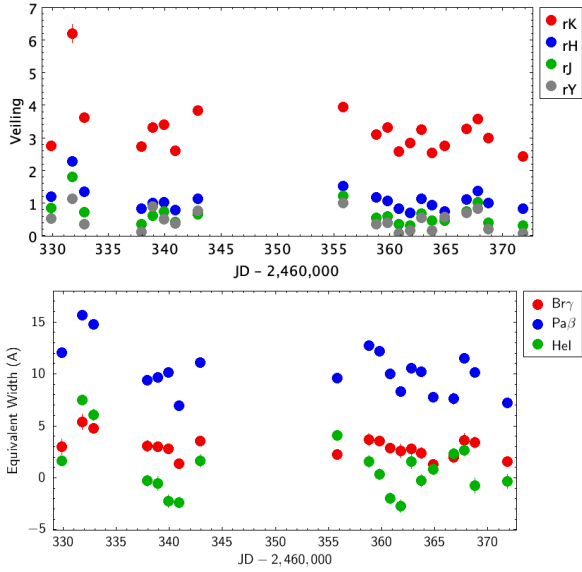 7
6
5
4
3
2
1
0
Veiling
330 335 340 345 350 355 360 365 370
JD − 2,460,000
rK
rH
rJ
rY
15
10
5
0
−5
Equivalent Width (A)
330 335 340 345 350 355 360 365 370
JD − 2,460,000
Brγ
Paβ
HeI